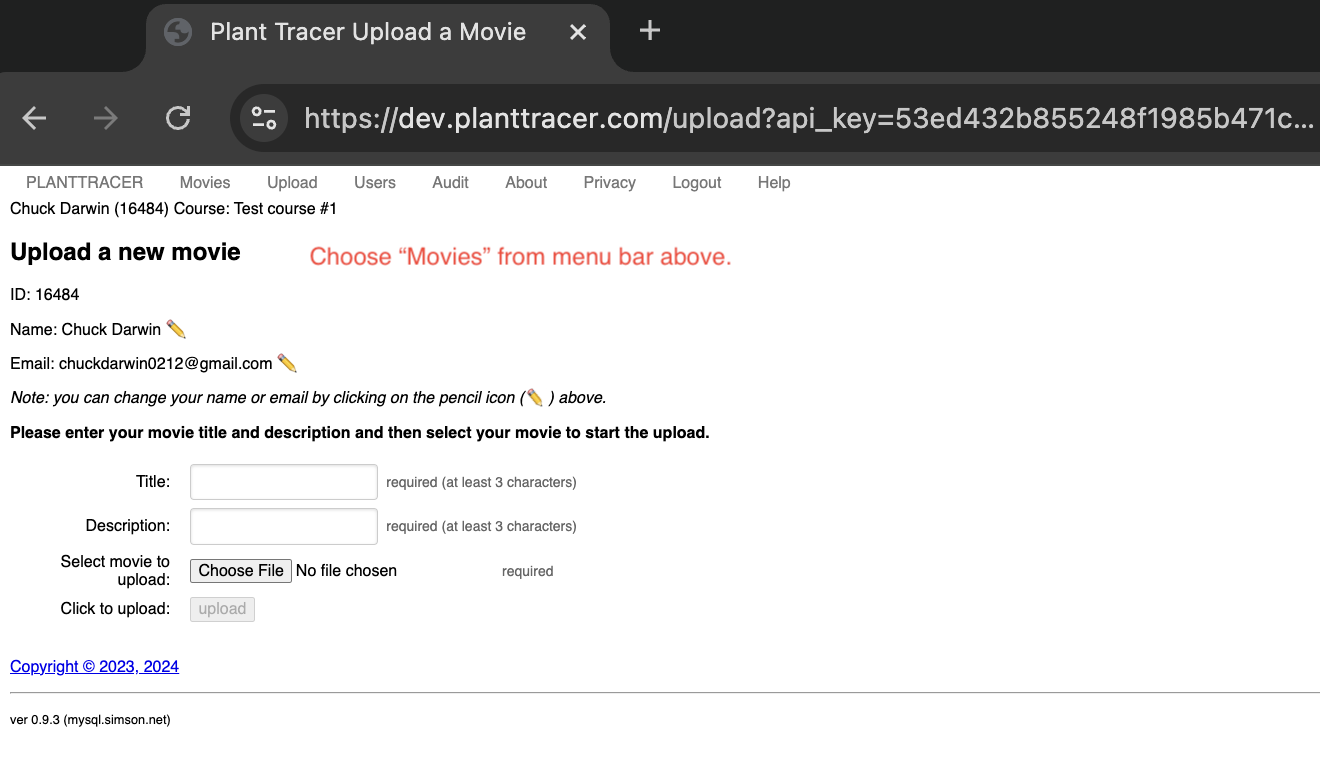 Plant Tracer Upload a Movie
https://dev.planttracer.com/upload?api_key=53ed432b855248f1985b471c...
PLANTTRACER Movies Upload Users Audit About Privacy Logout Help
Chuck Darwin (16484) Course: Test course #1
Upload a new movie
Choose “Movies” from menu bar above.
ID: 16484
Name: Chuck Darwin ✏️
Email: chuckdarwin0212@gmail.com ✏️
Note: you can change your name or email by clicking on the pencil icon (✏️ ) above.
Please enter your movie title and description and then select your movie to start the upload.
Title: required (at least 3 characters)
Description: required (at least 3 characters)
Select movie to
upload: Choose File No file chosen required
Click to upload: upload
Copyright © 2023, 2024
ver 0.9.3 (mysql.simson.net)